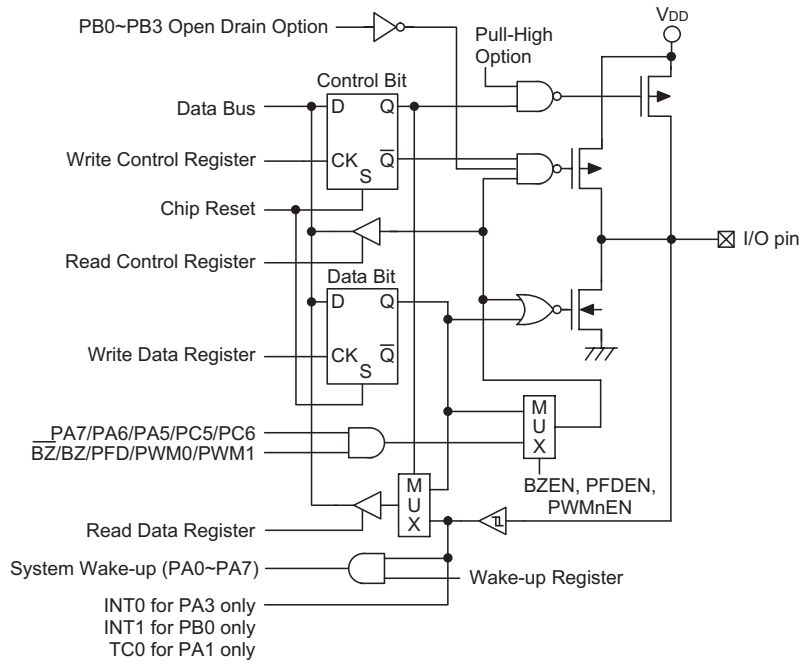 VDD
PB0~PB3 Open Drain Option
Pull-High
Option
Control Bit
Data Bus
D
Q
Write Control Register
CK
Q̅
S
Chip Reset
I/O pin
Read Control Register
Data Bit
D
Q
Write Data Register
CK
Q̅
S
M
U
X
PA7/PA6/PA5/PC5/PC6
B̅Z̅/BZ/PFD/PWM0/PWM1
BZEN, PFDEN,
PWMnEN
M
U
X
Read Data Register
System Wake-up (PA0~PA7)
Wake-up Register
INT0 for PA3 only
INT1 for PB0 only
TC0 for PA1 only